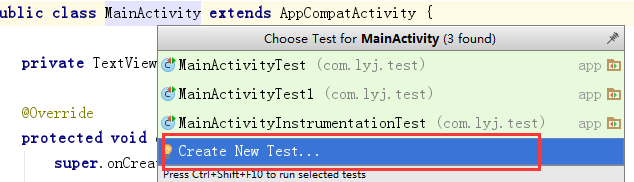 public class MainActivity extends AppCompatActivity {
Choose Test for MainActivity (3 found)
private TextView
MainActivityTest (com.lyj.test) app
MainActivityTest1 (com.lyj.test) app
@Override
MainActivityInstrumentationTest (com.lyj.test) app
protected void
Create New Test...
super.onCreat
Press Ctrl+Shift+F10 to run selected tests